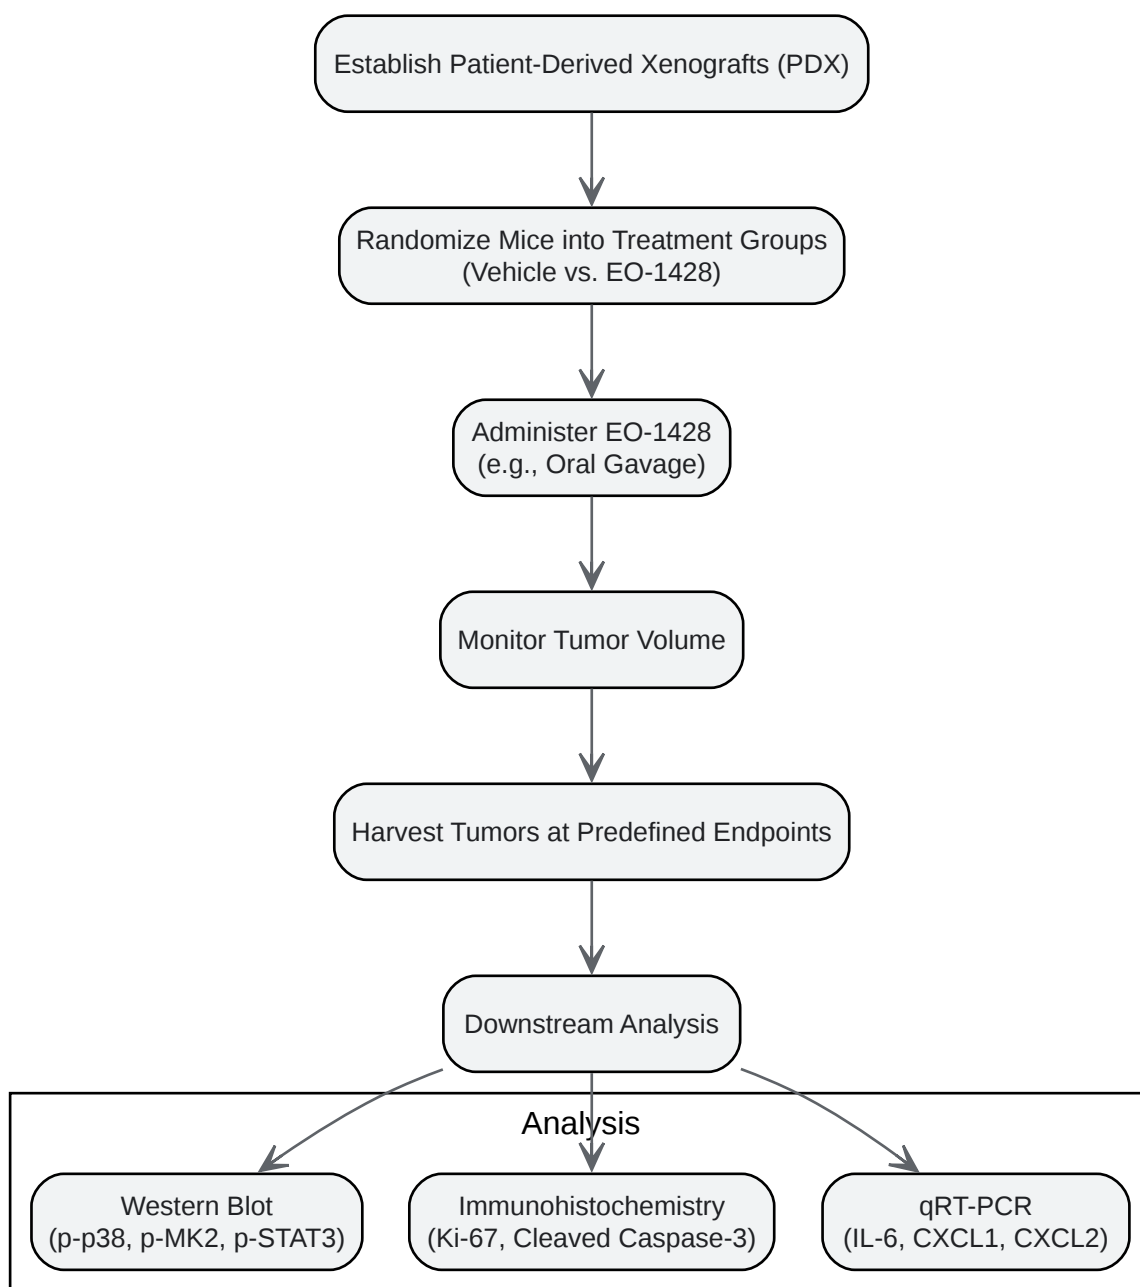 Establish Patient-Derived Xenografts (PDX)
Randomize Mice into Treatment Groups
(Vehicle vs. EO-1428)
Administer EO-1428
(e.g., Oral Gavage)
Monitor Tumor Volume
Harvest Tumors at Predefined Endpoints
Downstream Analysis
Analysis
Western Blot
(p-p38, p-MK2, p-STAT3)
Immunohistochemistry
(Ki-67, Cleaved Caspase-3)
qRT-PCR
(IL-6, CXCL1, CXCL2)